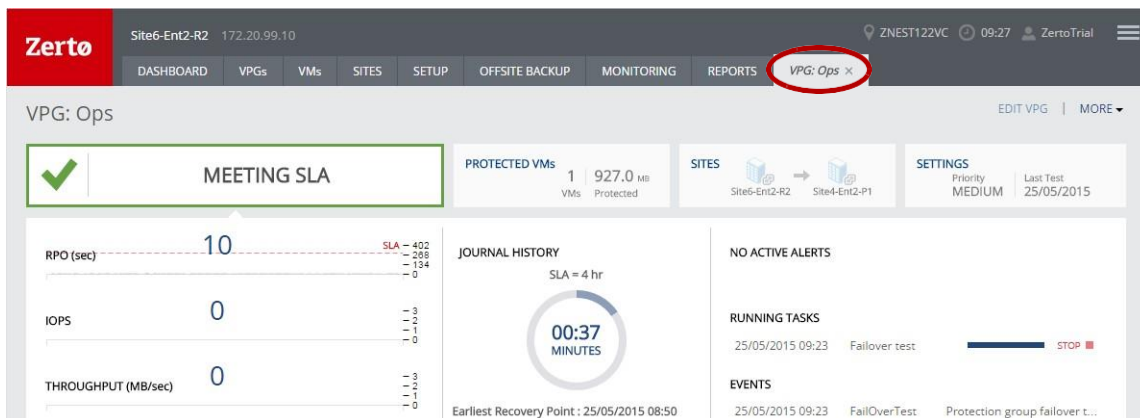 Zertø
Site6-Ent2-R2 172.20.99.10
ZNEST122VC 09:27 ZertoTrial
DASHBOARD VPGs VMs SITES SETUP OFFSITE BACKUP MONITORING REPORTS VPG: Ops ×
VPG: Ops
EDIT VPG | MORE
MEETING SLA
PROTECTED VMs
1 927.0 MB
VMs Protected
SITES
Site6-Ent2-R2 Site4-Ent2-P1
SETTINGS
Priority Last Test
MEDIUM 25/05/2015
RPO (sec) 10 SLA
402
268
134
0
IOPS 0
3
2
1
0
THROUGHPUT (MB/sec) 0
3
2
1
0
JOURNAL HISTORY
SLA = 4 hr
00:37
MINUTES
Earliest Recovery Point : 25/05/2015 08:50
NO ACTIVE ALERTS
RUNNING TASKS
25/05/2015 09:23 Failover test STOP
EVENTS
25/05/2015 09:23 FailOverTest Protection group failover t...